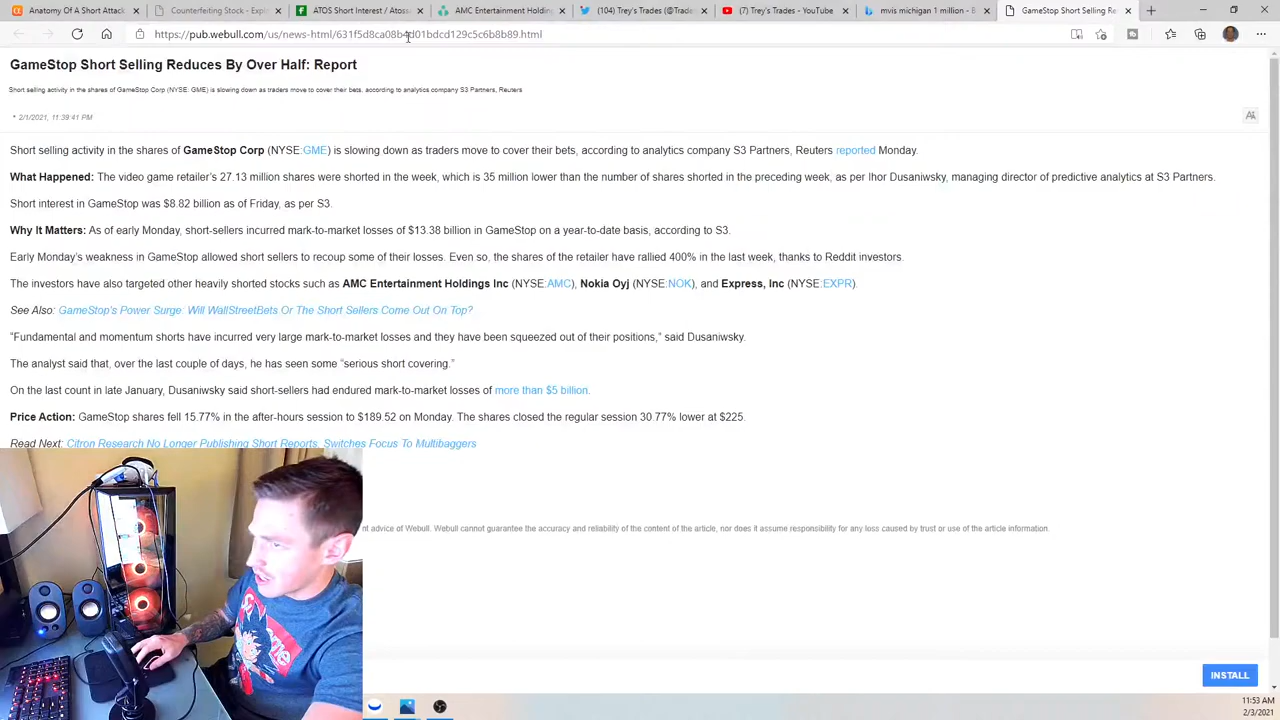 Anatomy Of A Short Attack
Counterfeiting Stock - Expl
ATOS Short Interest / Atoss
AMC Entertainment Holding
(104) Trey's Trades (@Trade
(7) Trey's Trades - YouTube
mvis michigan 1 million - B
GameStop Short Selling Re
https://pub.webull.com/us/news-html/631f5d8ca08b4d01bdcd129c5c6b8b89.html
GameStop Short Selling Reduces By Over Half: Report
Short selling activity in the shares of GameStop Corp (NYSE: GME) is slowing down as traders move to cover their bets, according to analytics company S3 Partners, Reuters
* 2/1/2021, 11:39:41 PM
Short selling activity in the shares of GameStop Corp (NYSE:GME) is slowing down as traders move to cover their bets, according to analytics company S3 Partners, Reuters reported Monday.
What Happened: The video game retailer's 27.13 million shares were shorted in the week, which is 35 million lower than the number of shares shorted in the preceding week, as per Ihor Dusaniwsky, managing director of predictive analytics at S3 Partners.
Short interest in GameStop was $8.82 billion as of Friday, as per S3.
Why It Matters: As of early Monday, short-sellers incurred mark-to-market losses of $13.38 billion in GameStop on a year-to-date basis, according to S3.
Early Monday's weakness in GameStop allowed short sellers to recoup some of their losses. Even so, the shares of the retailer have rallied 400% in the last week, thanks to Reddit investors.
The investors have also targeted other heavily shorted stocks such as AMC Entertainment Holdings Inc (NYSE:AMC), Nokia Oyj (NYSE:NOK), and Express, Inc (NYSE:EXPR).
See Also: GameStop's Power Surge: Will WallStreetBets Or The Short Sellers Come Out On Top?
“Fundamental and momentum shorts have incurred very large mark-to-market losses and they have been squeezed out of their positions,” said Dusaniwsky.
The analyst said that, over the last couple of days, he has seen some “serious short covering.”
On the last count in late January, Dusaniwsky said short-sellers had endured mark-to-market losses of more than $5 billion.
Price Action: GameStop shares fell 15.77% in the after-hours session to $189.52 on Monday. The shares closed the regular session 30.77% lower at $225.
Read Next: Citron Research No Longer Publishing Short Reports, Switches Focus To Multibaggers
nt advice of Webull. Webull cannot guarantee the accuracy and reliability of the content of the article, nor does it assume responsibility for any loss caused by trust or use of the article information.
INSTALL
11:53 AM
2/3/2021